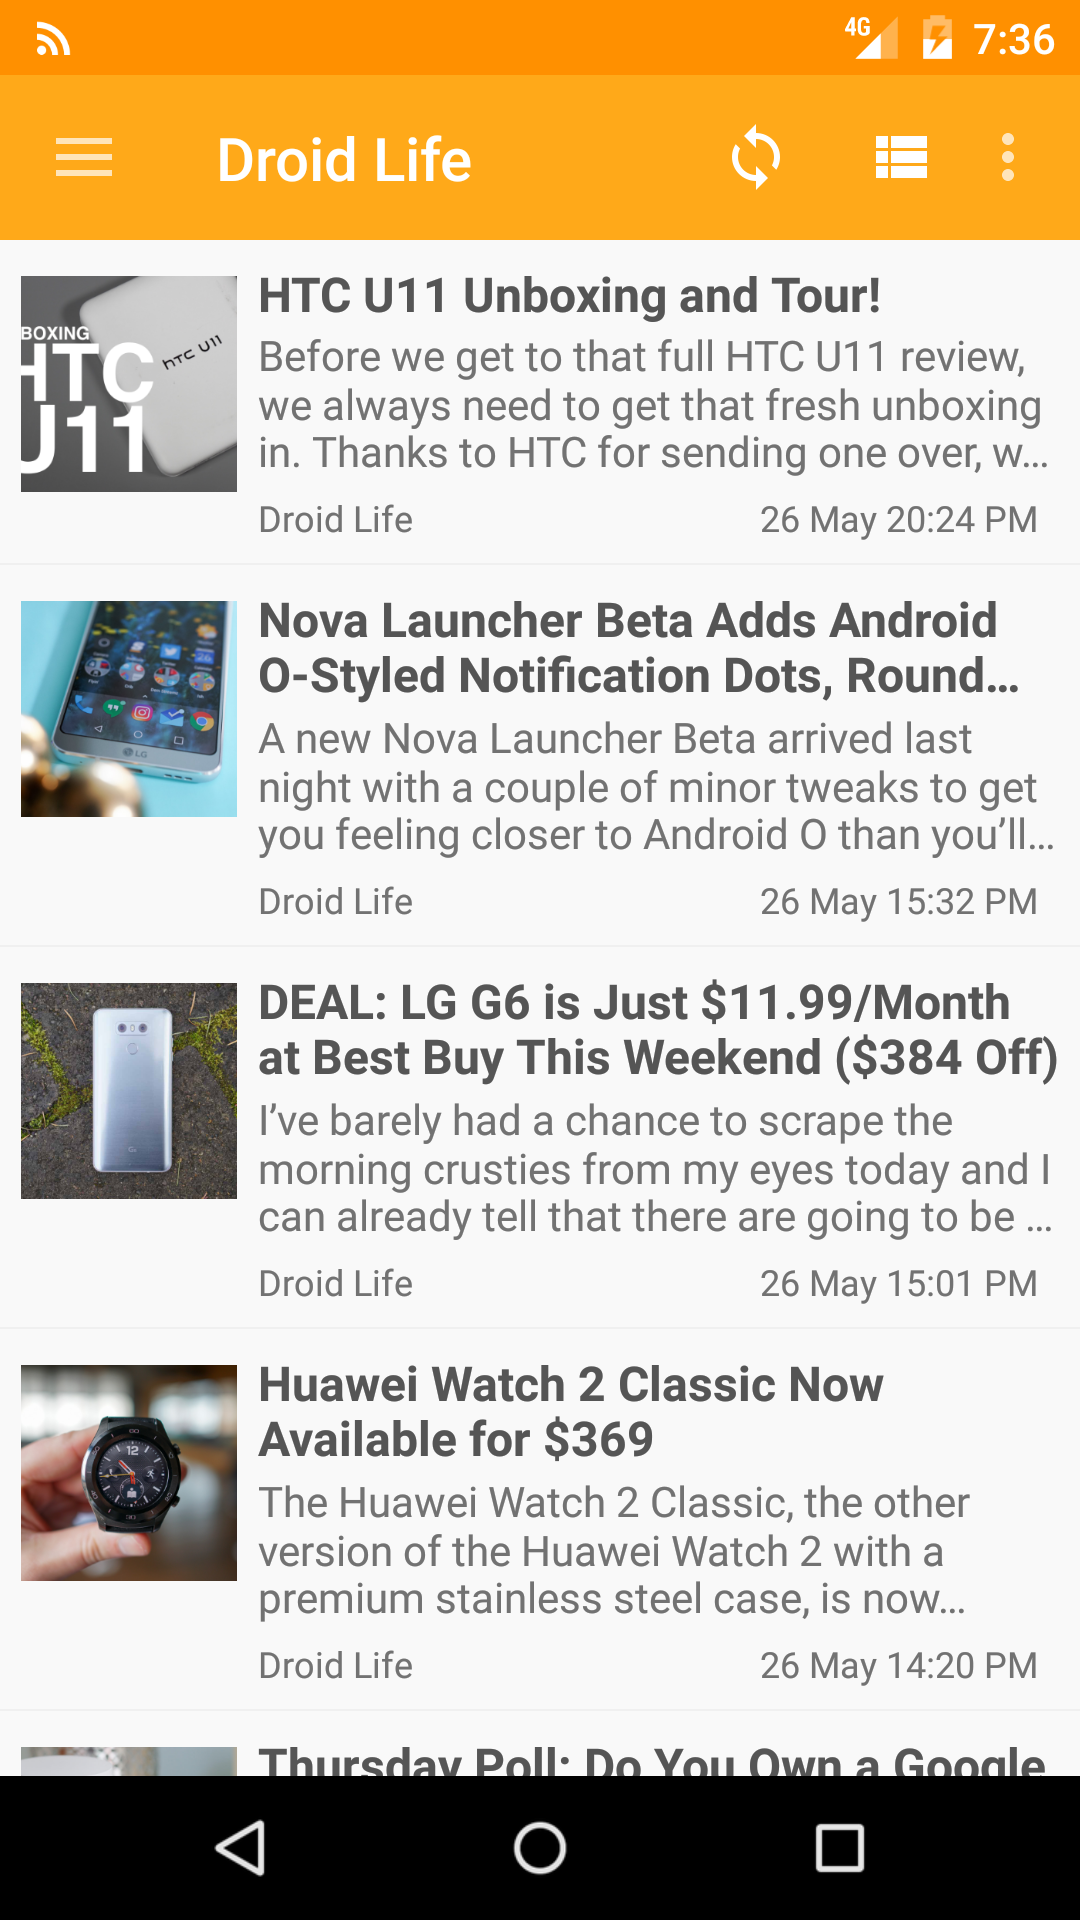 4G 7:36
Droid Life
BOXING
HTC
U11
hTC U11
HTC U11 Unboxing and Tour!
Before we get to that full HTC U11 review,
we always need to get that fresh unboxing
in. Thanks to HTC for sending one over, w…
Droid Life 26 May 20:24 PM
LG
Nova Launcher Beta Adds Android
O-Styled Notification Dots, Round…
A new Nova Launcher Beta arrived last
night with a couple of minor tweaks to get
you feeling closer to Android O than you’ll…
Droid Life 26 May 15:32 PM
DEAL: LG G6 is Just $11.99/Month
at Best Buy This Weekend ($384 Off)
I’ve barely had a chance to scrape the
morning crusties from my eyes today and I
can already tell that there are going to be …
Droid Life 26 May 15:01 PM
12
Huawei Watch 2 Classic Now
Available for $369
The Huawei Watch 2 Classic, the other
version of the Huawei Watch 2 with a
premium stainless steel case, is now…
Droid Life 26 May 14:20 PM
Thursday Poll: Do You Own a Google